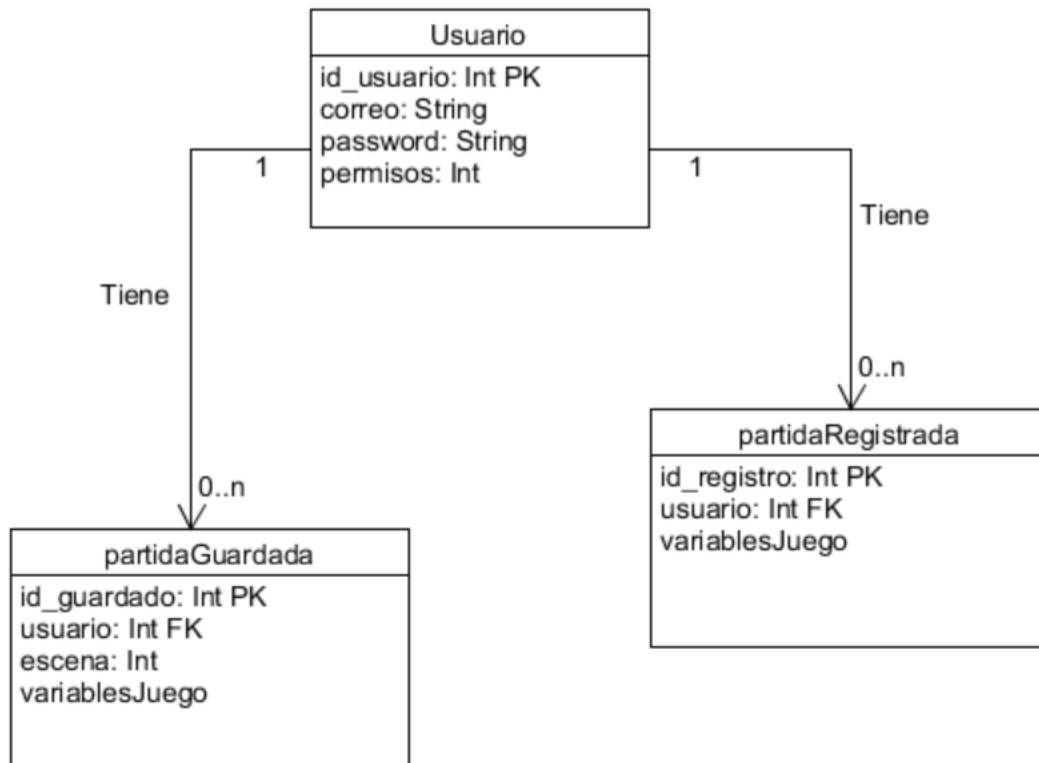 Usuario
id_usuario: Int PK
correo: String
password: String
permisos: Int
1
1
Tiene
Tiene
0..n
0..n
partidaRegistrada
id_registro: Int PK
usuario: Int FK
variablesJuego
partidaGuardada
id_guardado: Int PK
usuario: Int FK
escena: Int
variablesJuego